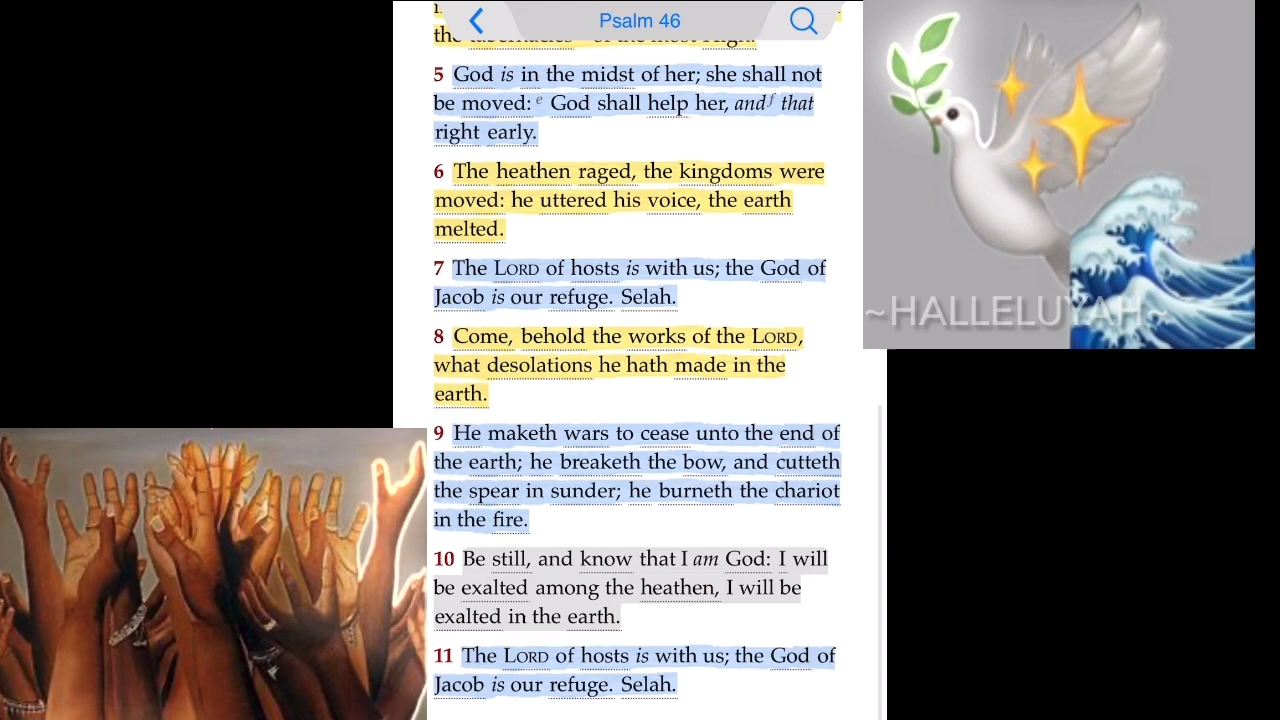 Psalm 46
the tabernacles of the most High.
5 God is in the midst of her; she shall not
be moved: e God shall help her, and f that
right early.
6 The heathen raged, the kingdoms were
moved: he uttered his voice, the earth
melted.
7 The LORD of hosts is with us; the God of
Jacob is our refuge. Selah.
8 Come, behold the works of the LORD,
what desolations he hath made in the
earth.
9 He maketh wars to cease unto the end of
the earth; he breaketh the bow, and cutteth
the spear in sunder; he burneth the chariot
in the fire.
10 Be still, and know that I am God: I will
be exalted among the heathen, I will be
exalted in the earth.
11 The LORD of hosts is with us; the God of
Jacob is our refuge. Selah.
~HALLELUYAH~